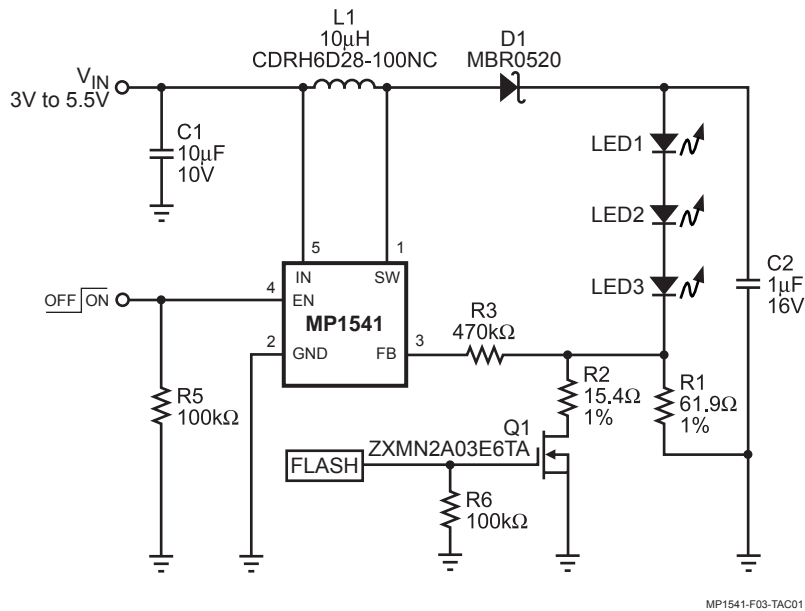 L1
10μH
CDRH6D28-100NC
D1
MBR0520
VIN
3V to 5.5V
C1
10μF
10V
LED1
LED2
LED3
C2
1μF
16V
5
1
IN
SW
4
EN
OFF ON
MP1541
2
GND
FB
3
R3
470kΩ
R5
100kΩ
R2
15.4Ω
1%
R1
61.9Ω
1%
Q1
ZXMN2A03E6TA
FLASH
R6
100kΩ
MP1541-F03-TAC01